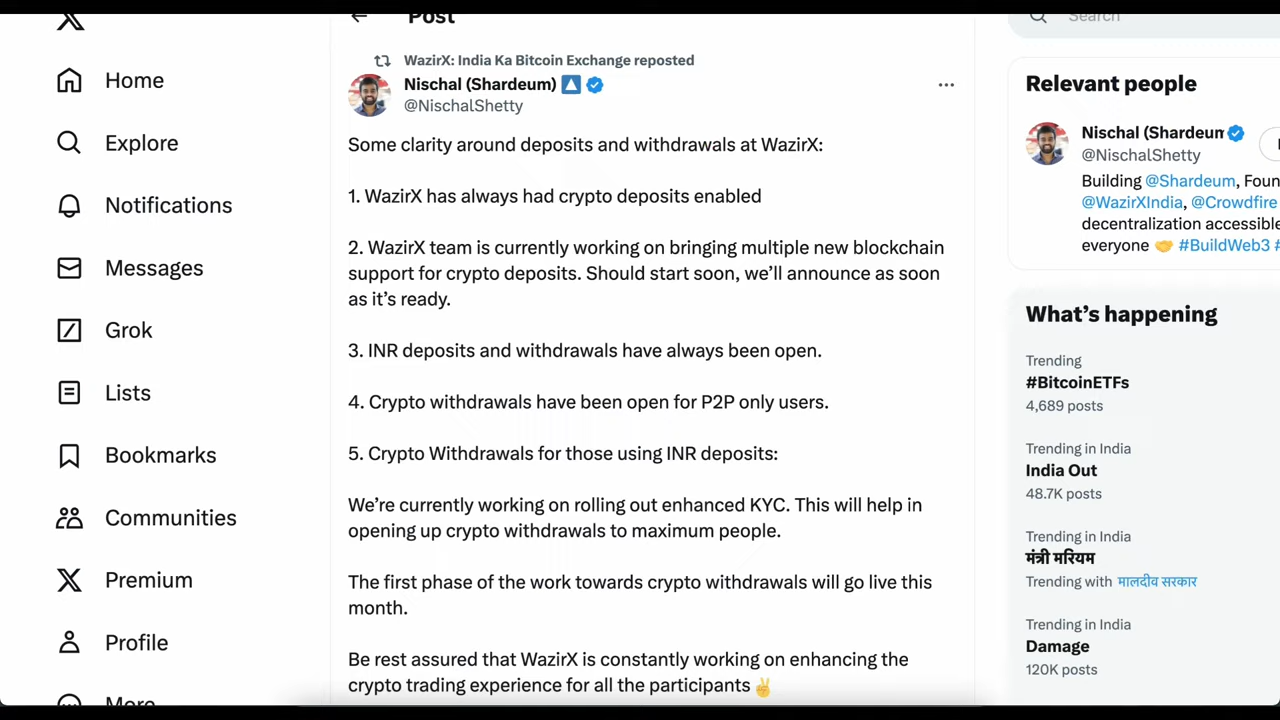 Post
Search
Home
Explore
Notifications
Messages
Grok
Lists
Bookmarks
Communities
Premium
Profile
More
WazirX: India Ka Bitcoin Exchange reposted
Nischal (Shardeum)
@NischalShetty
Some clarity around deposits and withdrawals at WazirX:
1. WazirX has always had crypto deposits enabled
2. WazirX team is currently working on bringing multiple new blockchain
support for crypto deposits. Should start soon, we’ll announce as soon
as it’s ready.
3. INR deposits and withdrawals have always been open.
4. Crypto withdrawals have been open for P2P only users.
5. Crypto Withdrawals for those using INR deposits:
We’re currently working on rolling out enhanced KYC. This will help in
opening up crypto withdrawals to maximum people.
The first phase of the work towards crypto withdrawals will go live this
month.
Be rest assured that WazirX is constantly working on enhancing the
crypto trading experience for all the participants ✌️
Relevant people
Nischal (Shardeum
@NischalShetty
Building @Shardeum, Foun
@WazirXIndia, @Crowdfire
decentralization accessible
everyone 🤝 #BuildWeb3 #
What’s happening
Trending
#BitcoinETFs
4,689 posts
Trending in India
India Out
48.7K posts
Trending in India
मंत्री मरियम
Trending with मालदीव सरकार
Trending in India
Damage
120K posts